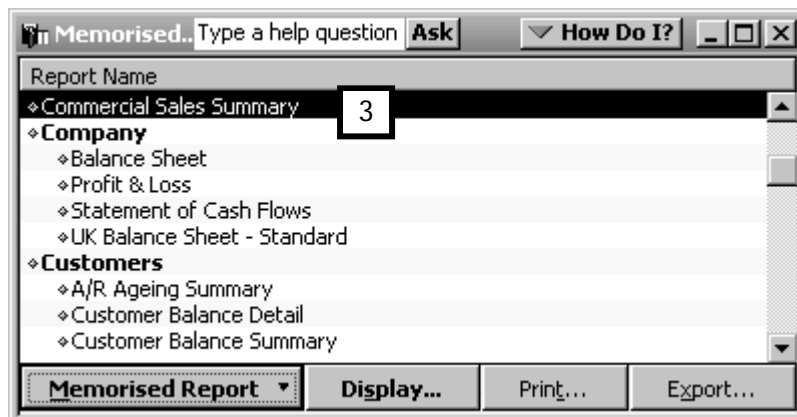 Memorised.. Type a help question Ask How Do I?
Report Name
Commercial Sales Summary 3
Company
Balance Sheet
Profit & Loss
Statement of Cash Flows
UK Balance Sheet - Standard
Customers
A/R Ageing Summary
Customer Balance Detail
Customer Balance Summary
Memorised Report Display... Print... Export...